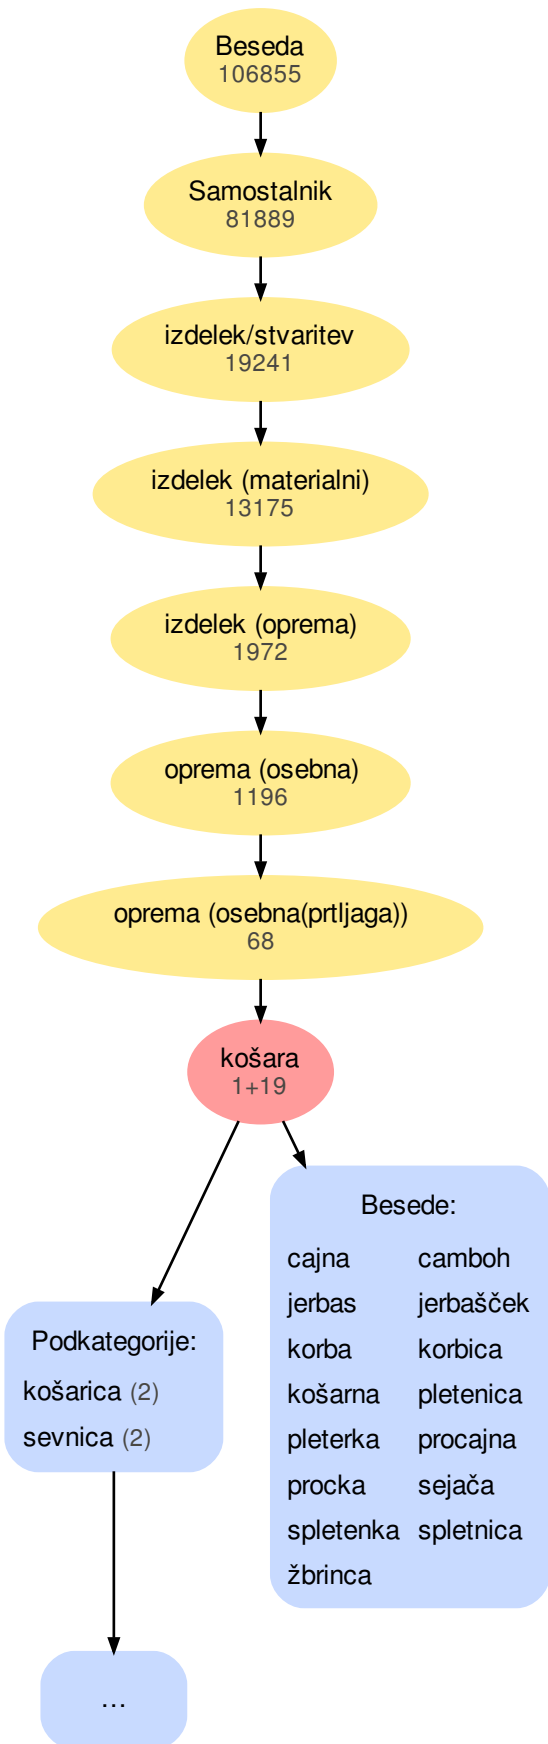 Beseda
106855
Samostalnik
81889
izdelek/stvaritev
19241
izdelek (materialni)
13175
izdelek (oprema)
1972
oprema (osebna)
1196
oprema (osebna(prtljaga))
68
košara
1+19
Podkategorije:
košarica (2)
sevnica (2)
...
Besede:
cajna camboh
jerbas jerbašček
korba korbica
košarna pletenica
pleterka procajna
procka sejača
spletenka spletnica
žbrinca